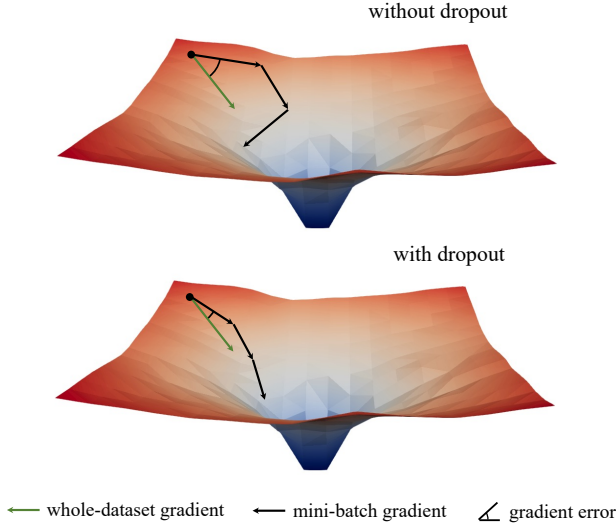 without dropout
with dropout
whole-dataset gradient mini-batch gradient gradient error